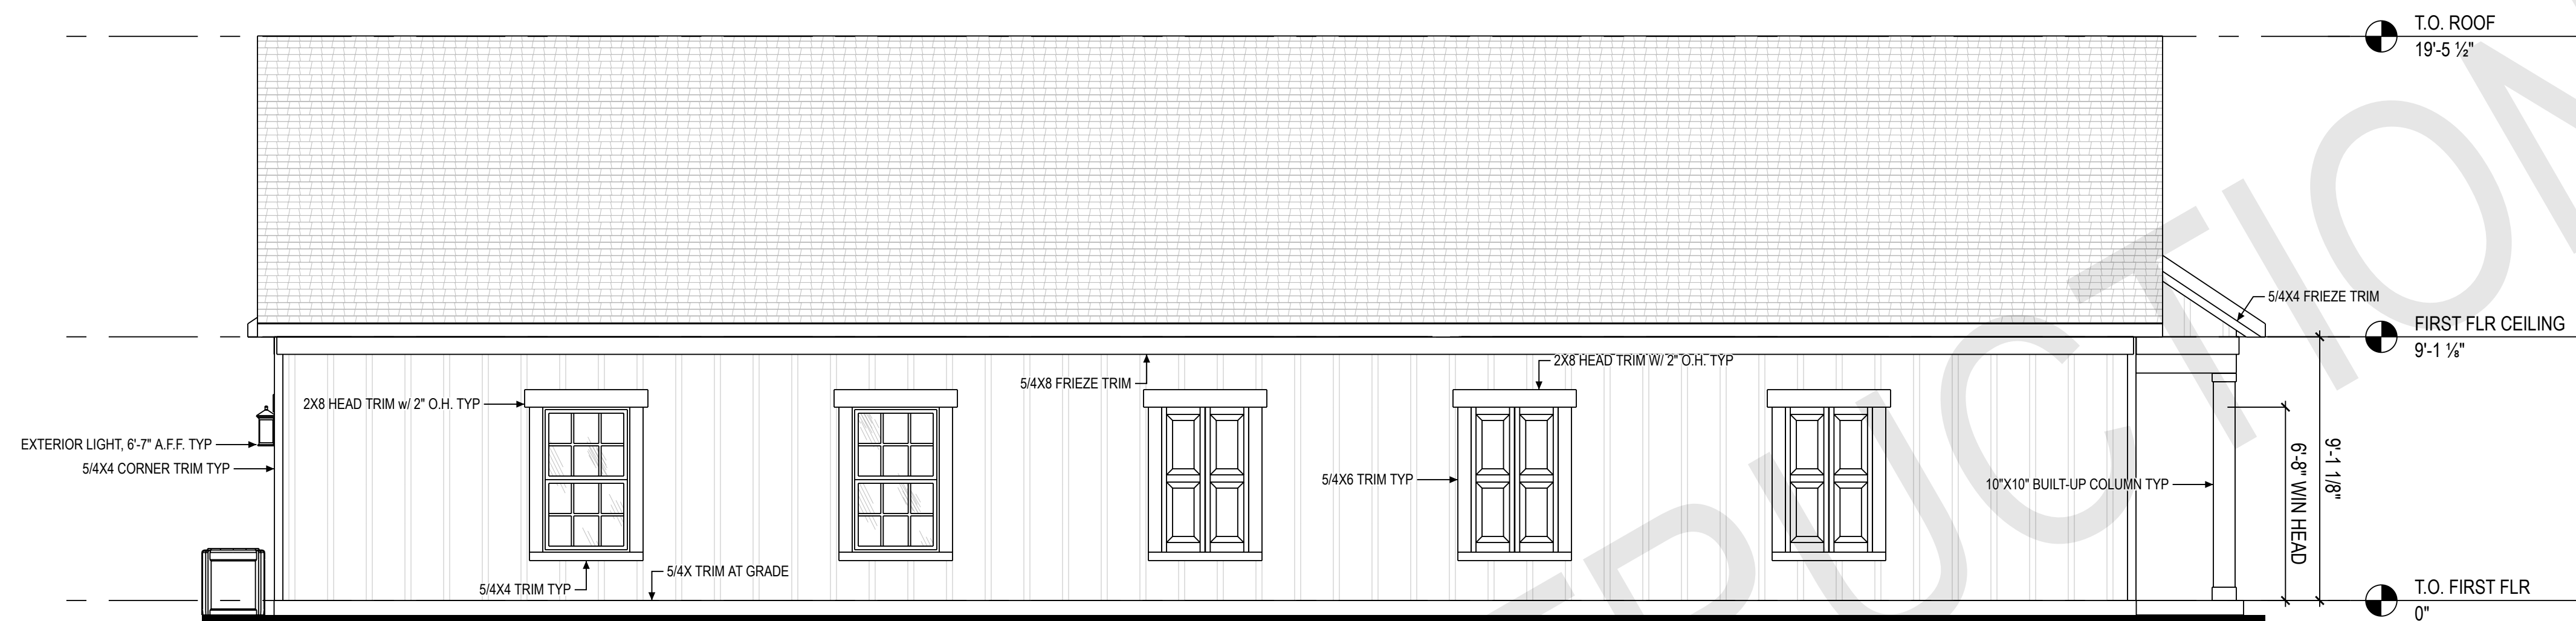 T.O. ROOF
19'-5 ½"
5/4X4 FRIEZE TRIM
FIRST FLR CEILING
9'-1 ⅛"
2X8 HEAD TRIM W/ 2" O.H. TYP
5/4X8 FRIEZE TRIM
2X8 HEAD TRIM w/ 2" O.H. TYP
EXTERIOR LIGHT, 6'-7" A.F.F. TYP
5/4X4 CORNER TRIM TYP
5/4X6 TRIM TYP
10"X10" BUILT-UP COLUMN TYP
6'-8" WIN HEAD
9'-1 1/8"
5/4X TRIM AT GRADE
5/4X4 TRIM TYP
T.O. FIRST FLR
0"